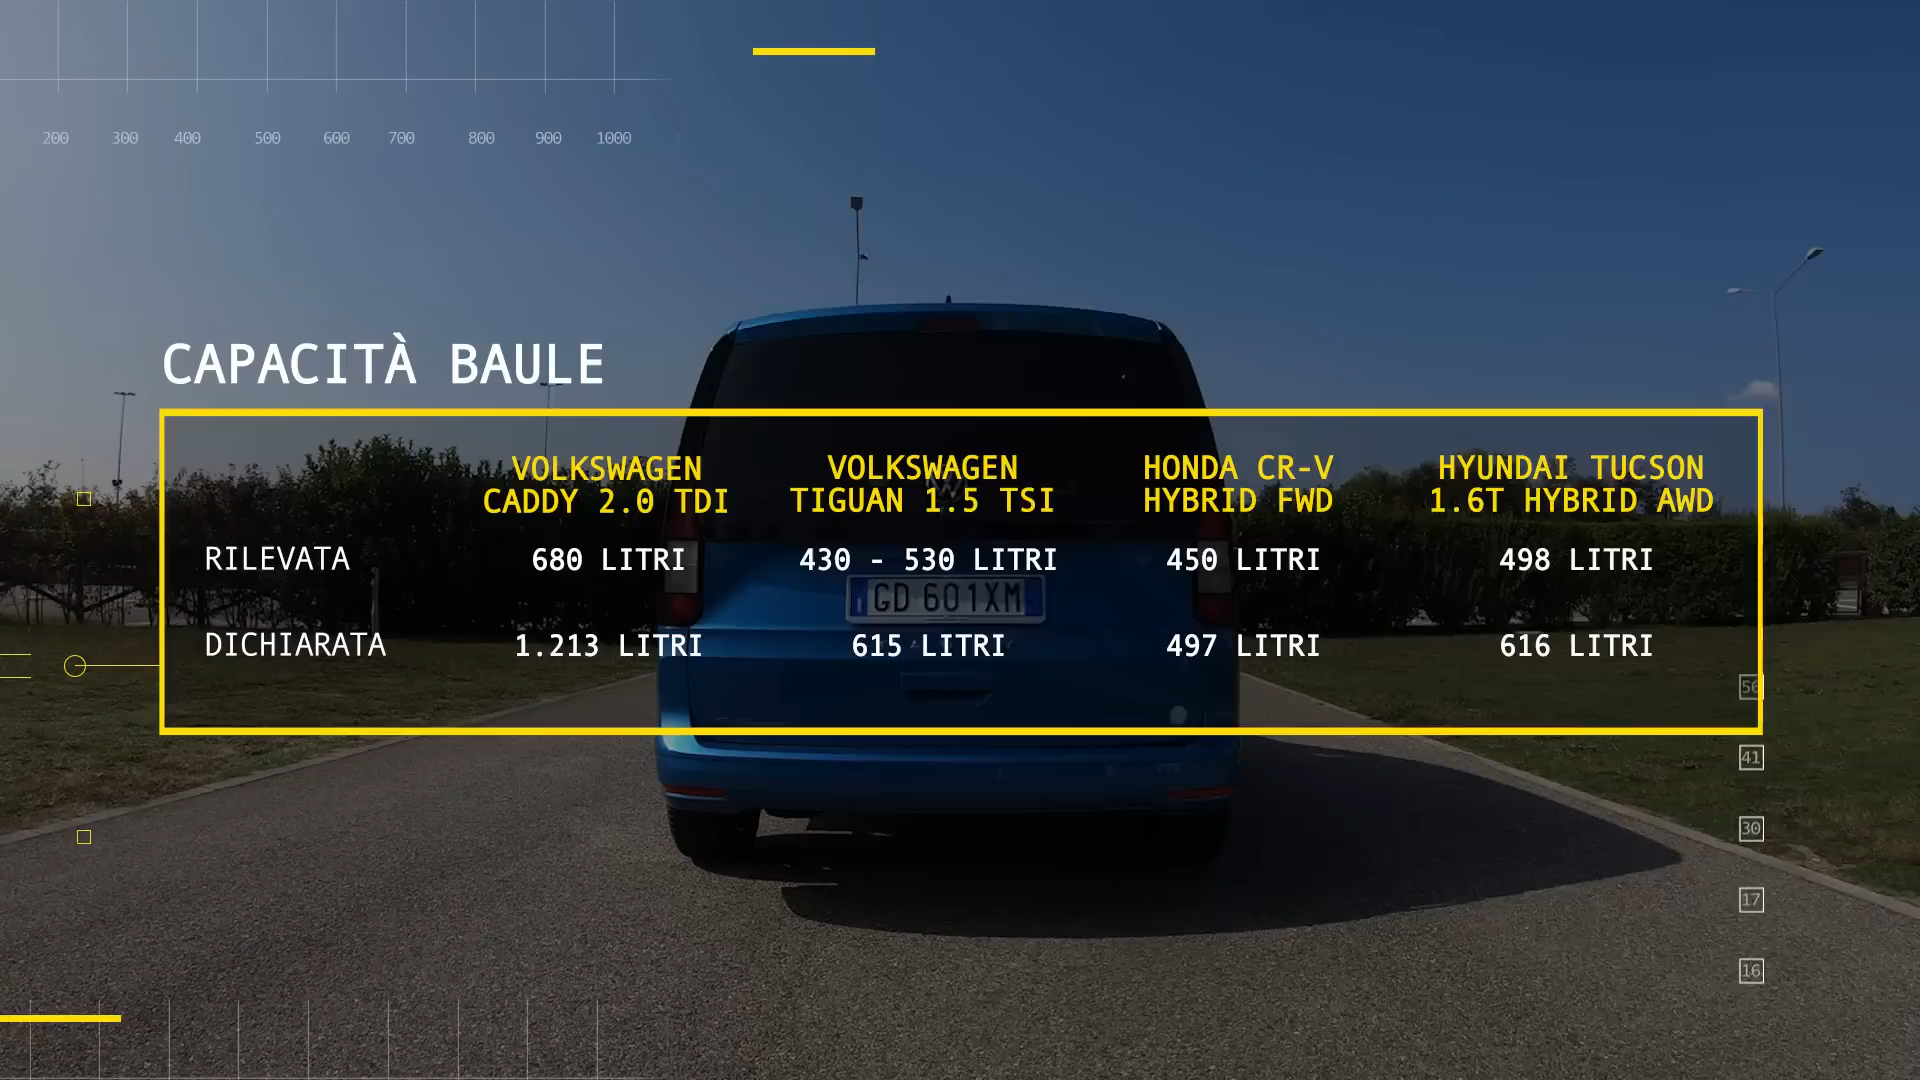 200 300 400 500 600 700 800 900 1000
CAPACITÀ BAULE
VOLKSWAGEN CADDY 2.0 TDI
VOLKSWAGEN TIGUAN 1.5 TSI
HONDA CR-V HYBRID FWD
HYUNDAI TUCSON 1.6T HYBRID AWD
RILEVATA 680 LITRI 430 - 530 LITRI 450 LITRI 498 LITRI
GD 601XM
DICHIARATA 1.213 LITRI 615 LITRI 497 LITRI 616 LITRI
56
41
30
17
16